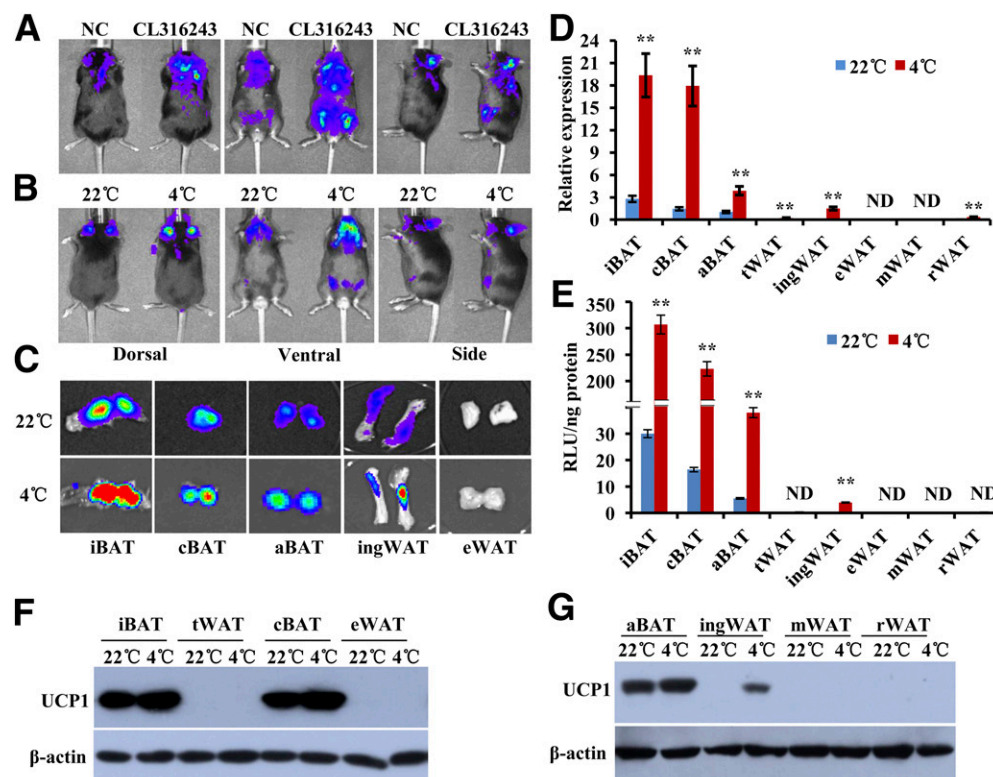 A
NC CL316243 NC CL316243 NC CL316243
B
22℃ 4℃ 22℃ 4℃ 22℃ 4℃
Dorsal Ventral Side
C
22℃
4℃
iBAT cBAT aBAT ingWAT eWAT
D
Relative expression
24
21
18
15
12
9
6
3
0
22℃ 4℃
** ** ** ** ** ND ND **
iBAT cBAT aBAT tWAT ingWAT eWAT mWAT rWAT
E
RLU/ng protein
350
300
250
200
150
100
50
30
20
10
0
22℃ 4℃
** ** ** ND ** ND ND ND
iBAT cBAT aBAT tWAT ingWAT eWAT mWAT rWAT
F
iBAT tWAT cBAT eWAT
22℃ 4℃ 22℃ 4℃ 22℃ 4℃ 22℃ 4℃
UCP1
β-actin
G
aBAT ingWAT mWAT rWAT
22℃ 4℃ 22℃ 4℃ 22℃ 4℃ 22℃ 4℃
UCP1
β-actin